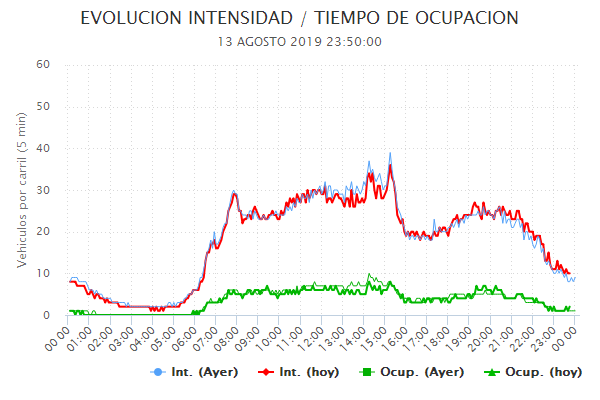 EVOLUCION INTENSIDAD / TIEMPO DE OCUPACION
13 AGOSTO 2019 23:50:00
Vehiculos por carril (5 min)
60
50
40
30
20
10
0
00:00 01:00 02:00 03:00 04:00 05:00 06:00 07:00 08:00 09:00 10:00 11:00 12:00 13:00 14:00 15:00 16:00 17:00 18:00 19:00 20:00 21:00 22:00 23:00 00:00
Int. (Ayer) Int. (hoy) Ocup. (Ayer) Ocup. (hoy)